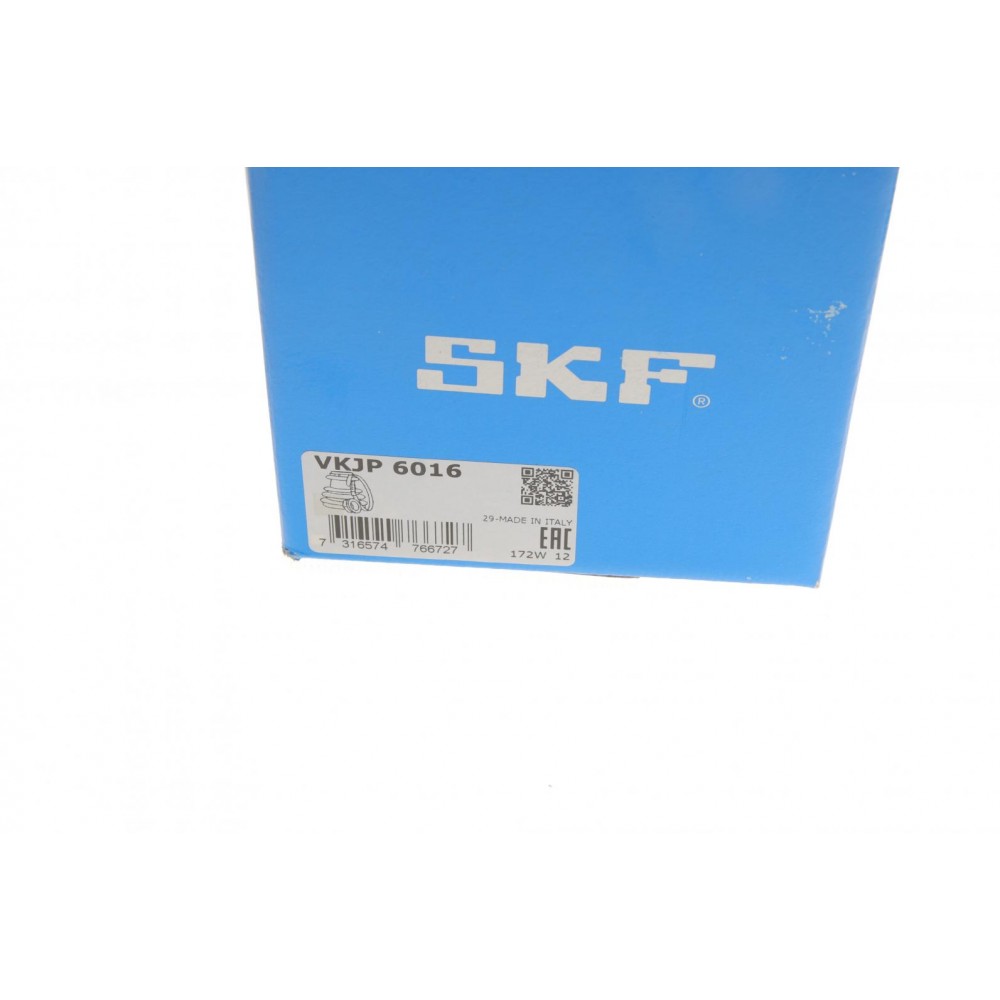 SKF®
VKJP 6016
29-MADE IN ITALY
EAC
7 316574 766727
172W 12